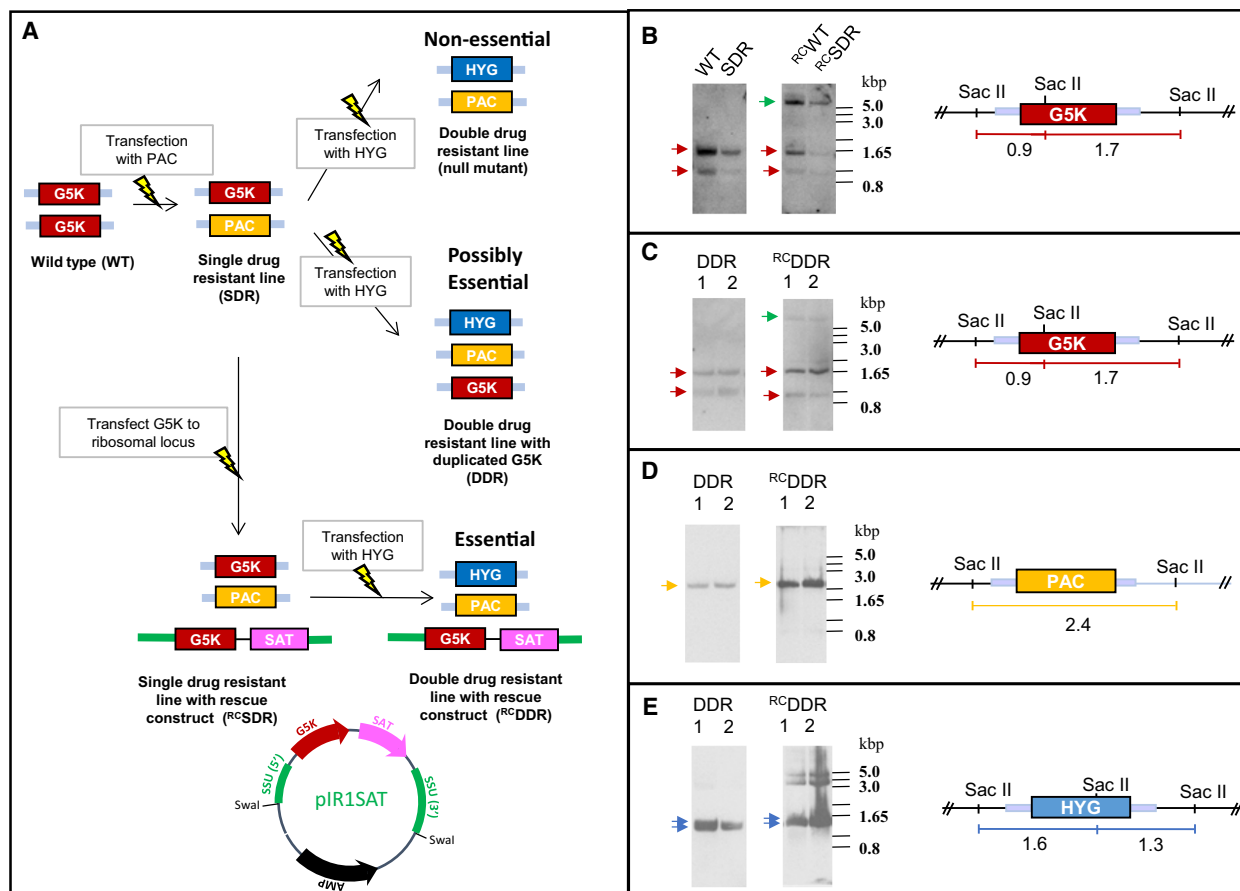 A
Non-essential
HYG
PAC
Double drug
resistant line
(null mutant)
Transfection
with PAC
Transfection
with HYG
G5K
G5K
Wild type (WT)
G5K
PAC
Single drug
resistant line
(SDR)
Transfection
with HYG
Possibly
Essential
HYG
PAC
G5K
Double drug
resistant line with
duplicated G5K
(DDR)
Transfect G5K to
ribosomal locus
Transfection
with HYG
Essential
G5K
PAC
G5K
SAT
Single drug resistant
line with rescue
construct (RCSDR)
HYG
PAC
G5K
SAT
Double drug resistant
line with rescue
construct (RCDDR)
G5K
SAT
SSU (5')
SSU (3')
SwaI
SwaI
pIR1SAT
AMP
B
WT
SDR
RCWT
RCSDR
kbp
5.0
3.0
1.65
0.8
Sac II
Sac II
Sac II
G5K
0.9
1.7
C
DDR
1 2
RCDDR
1 2
kbp
5.0
3.0
1.65
0.8
Sac II
Sac II
Sac II
G5K
0.9
1.7
D
DDR
1 2
RCDDR
1 2
kbp
5.0
3.0
1.65
0.8
Sac II
Sac II
PAC
2.4
E
DDR
1 2
RCDDR
1 2
kbp
5.0
3.0
1.65
0.8
Sac II
Sac II
Sac II
HYG
1.6
1.3